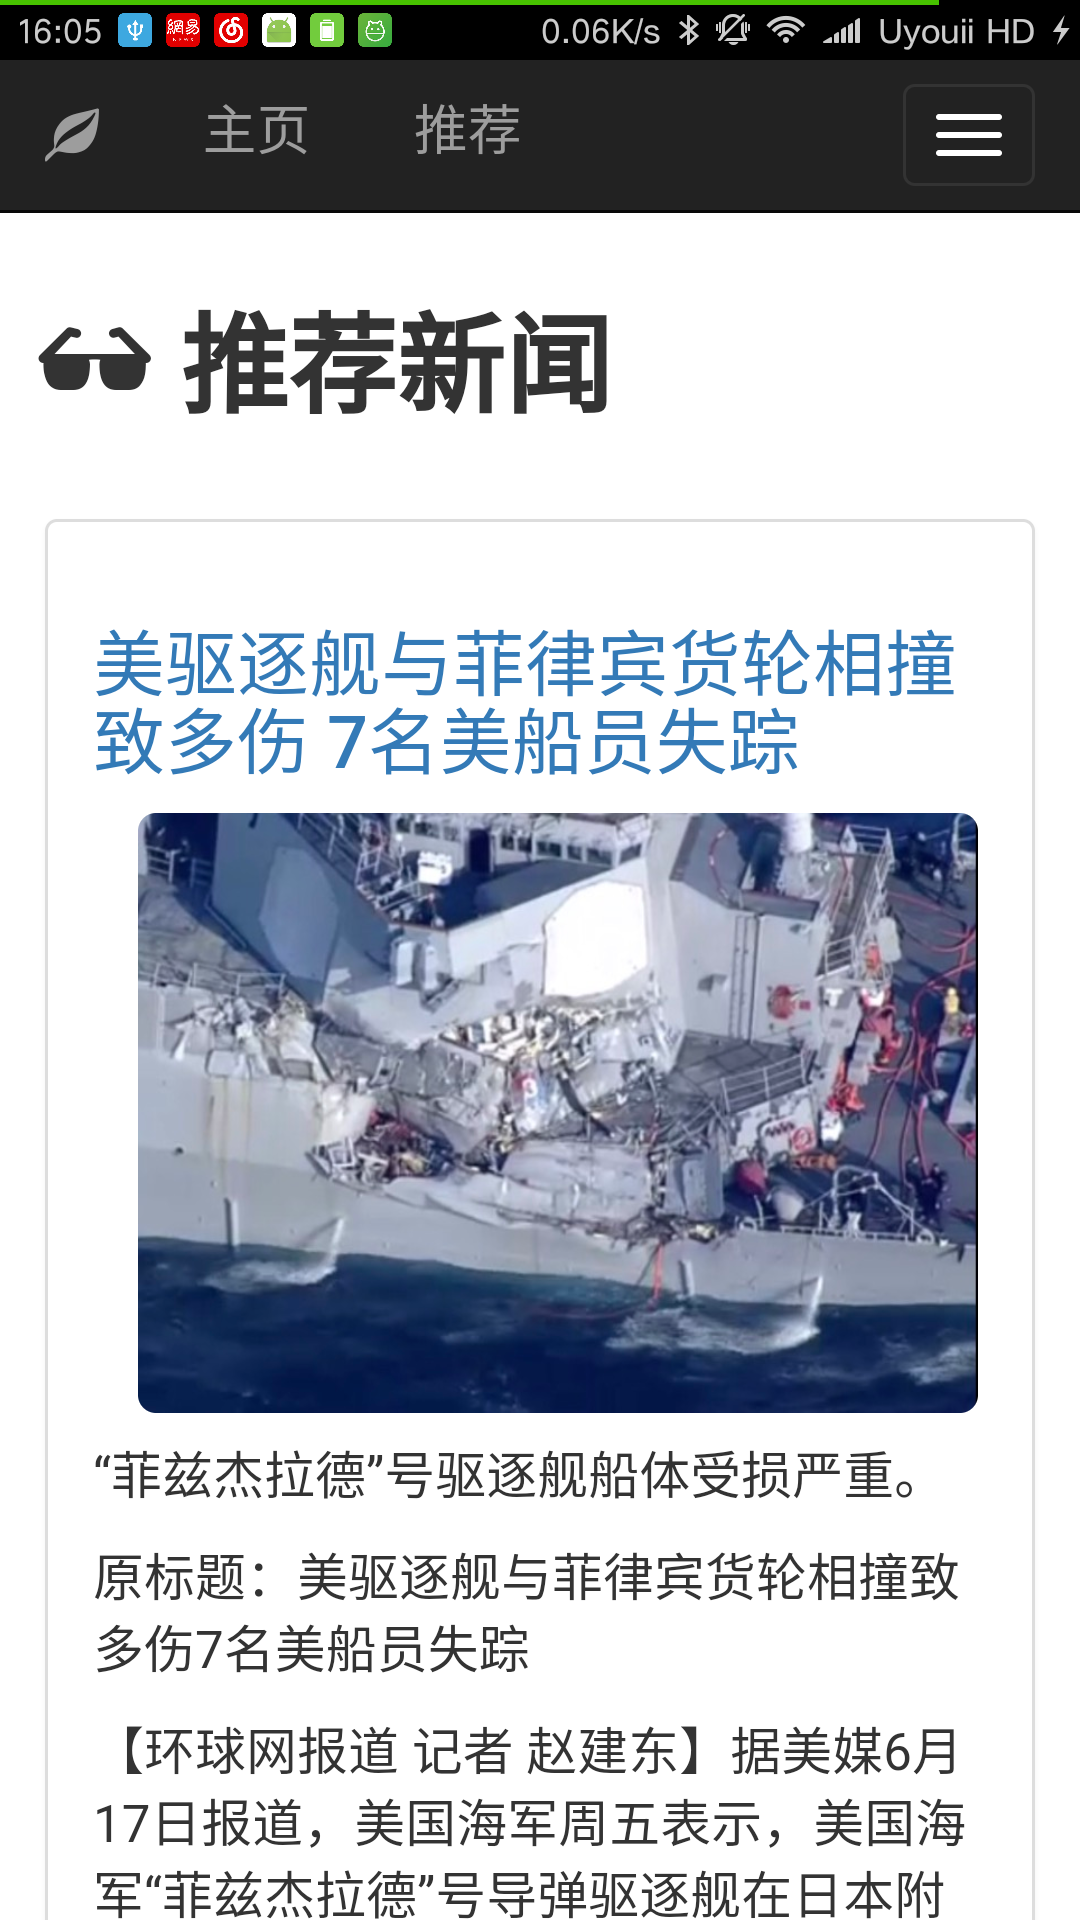 16:05
網易
NEWS
0.06K/s
Uyouii HD
主页 推荐
推荐新闻
美驱逐舰与菲律宾货轮相撞
致多伤 7名美船员失踪
“菲兹杰拉德”号驱逐舰船体受损严重。
原标题：美驱逐舰与菲律宾货轮相撞致
多伤7名美船员失踪
【环球网报道 记者 赵建东】据美媒6月
17日报道，美国海军周五表示，美国海
军“菲兹杰拉德”号导弹驱逐舰在日本附